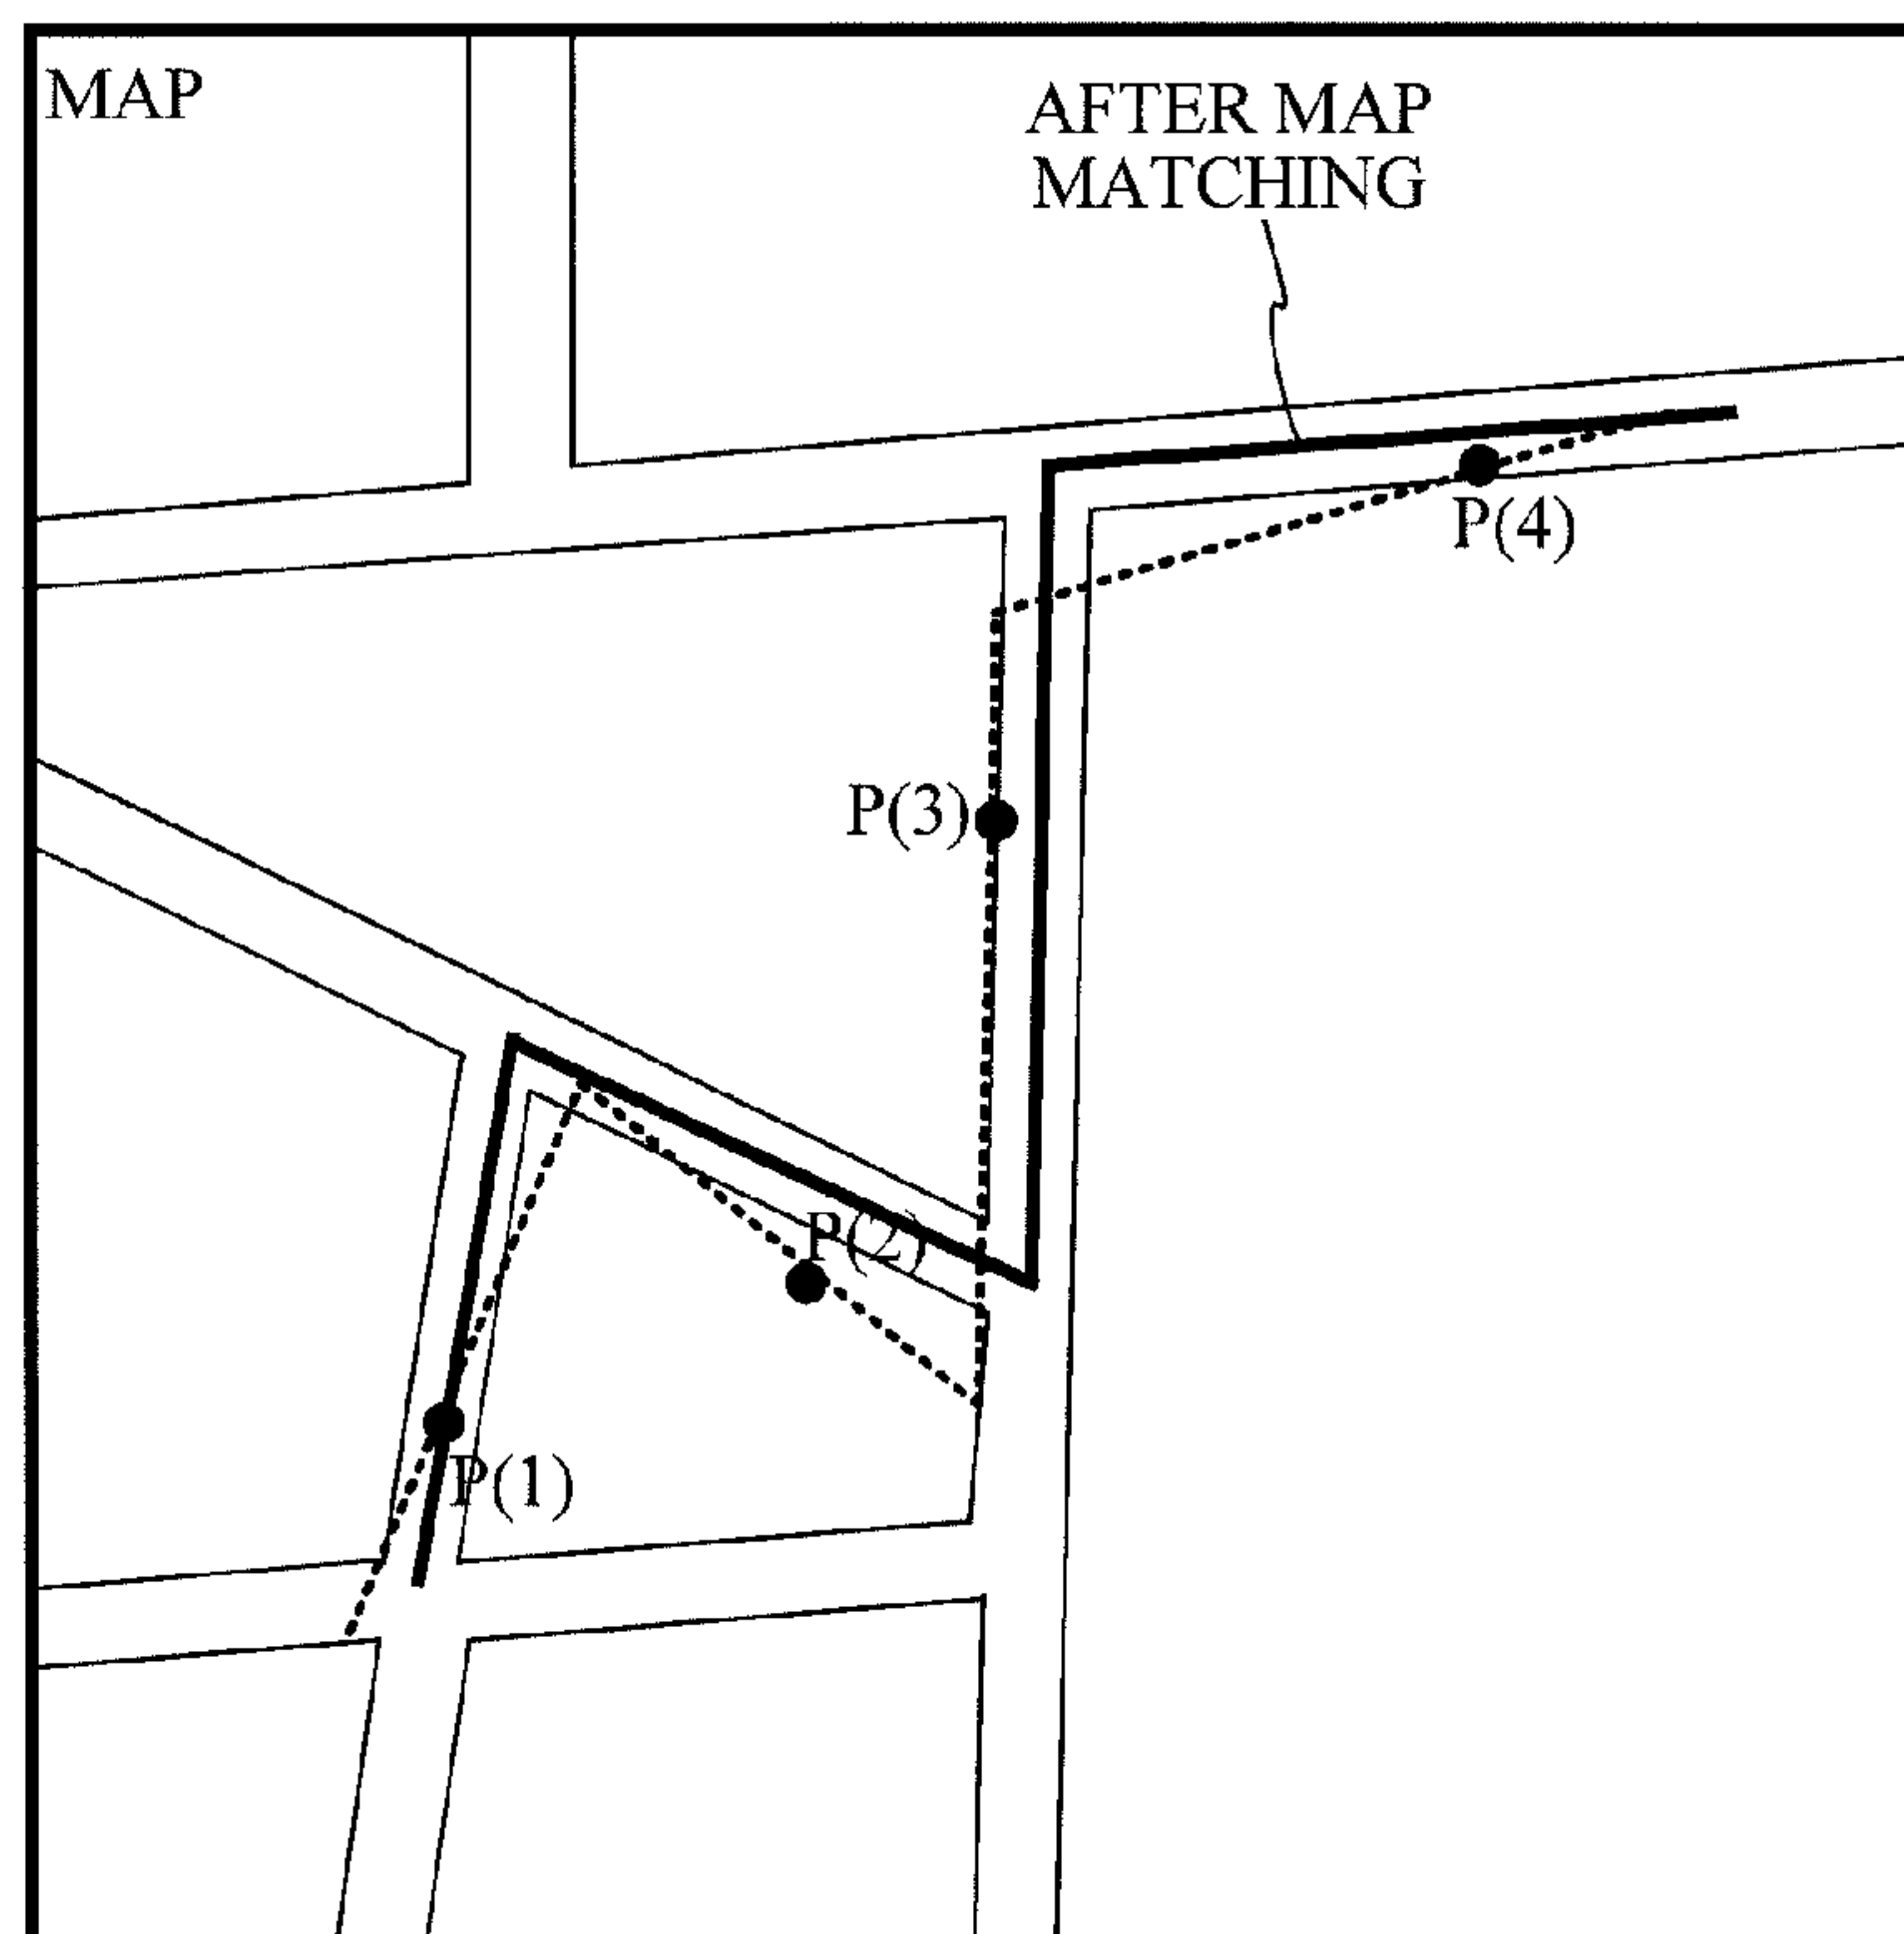 MAP
AFTER MAP
MATCHING
P(4)
P(3)
P(2)
P(1)